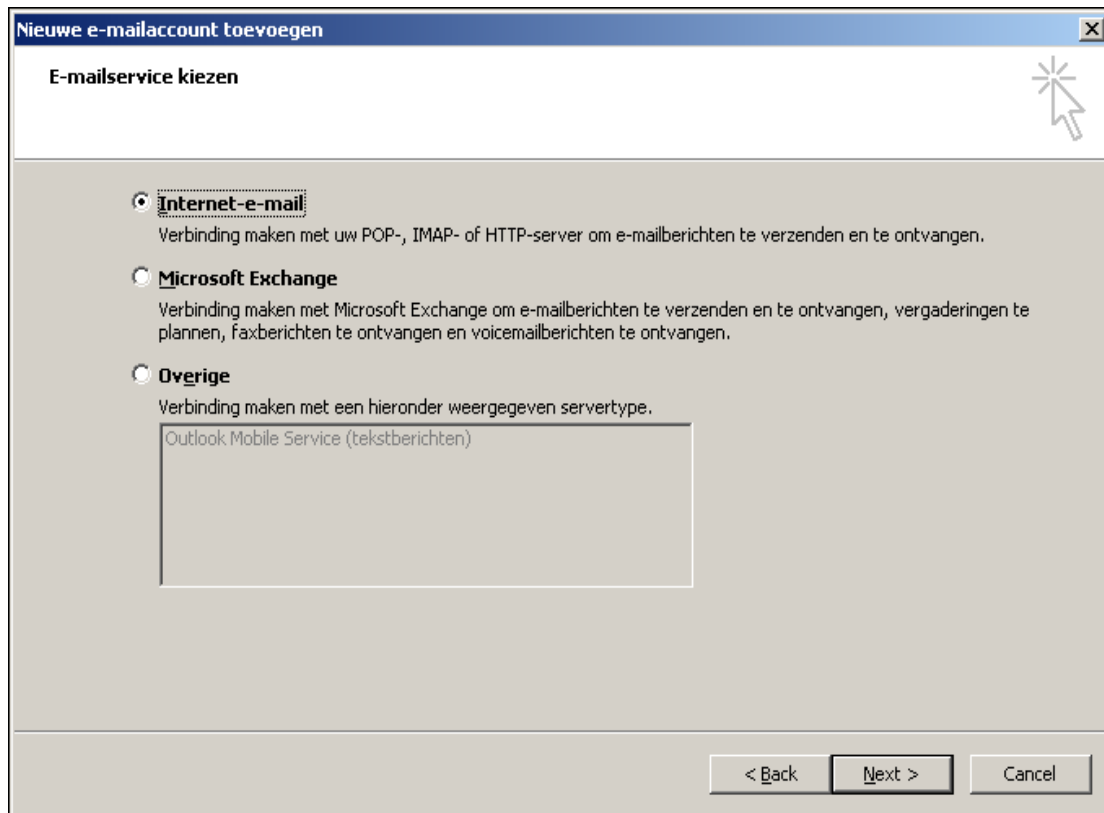 Nieuwe e-mailaccount toevoegen
E-mailservice kiezen
Internet-e-mail
Verbinding maken met uw POP-, IMAP- of HTTP-server om e-mailberichten te verzenden en te ontvangen.
Microsoft Exchange
Verbinding maken met Microsoft Exchange om e-mailberichten te verzenden en te ontvangen, vergaderingen te
plannen, faxberichten te ontvangen en voicemailberichten te ontvangen.
Overige
Verbinding maken met een hieronder weergegeven servertype.
Outlook Mobile Service (tekstberichten)
< Back Next > Cancel